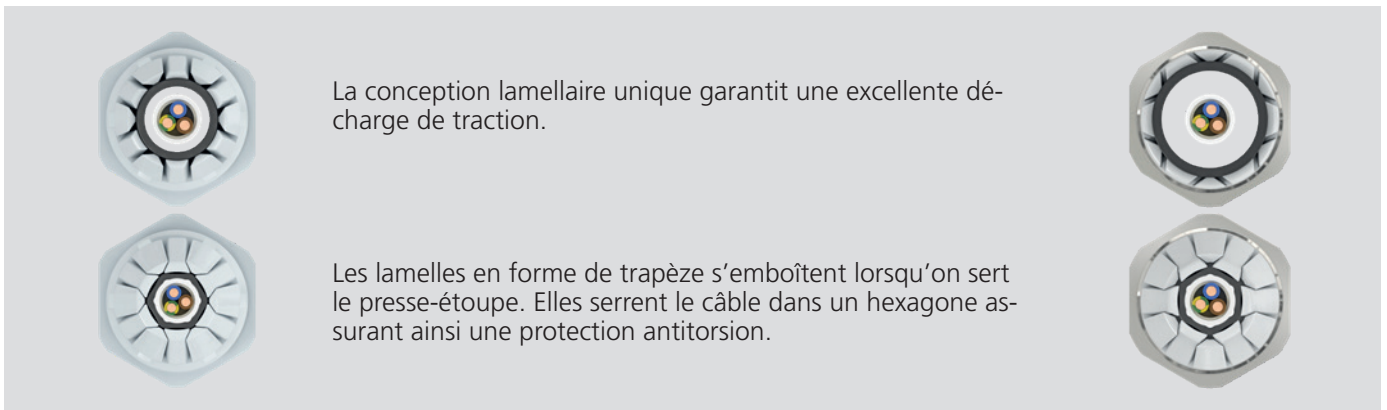 La conception lamellaire unique garantit une excellente dé-
charge de traction.
Les lamelles en forme de trapèze s’emboîtent lorsqu’on sert
le presse-étoupe. Elles serrent le câble dans un hexagone as-
surant ainsi une protection antitorsion.